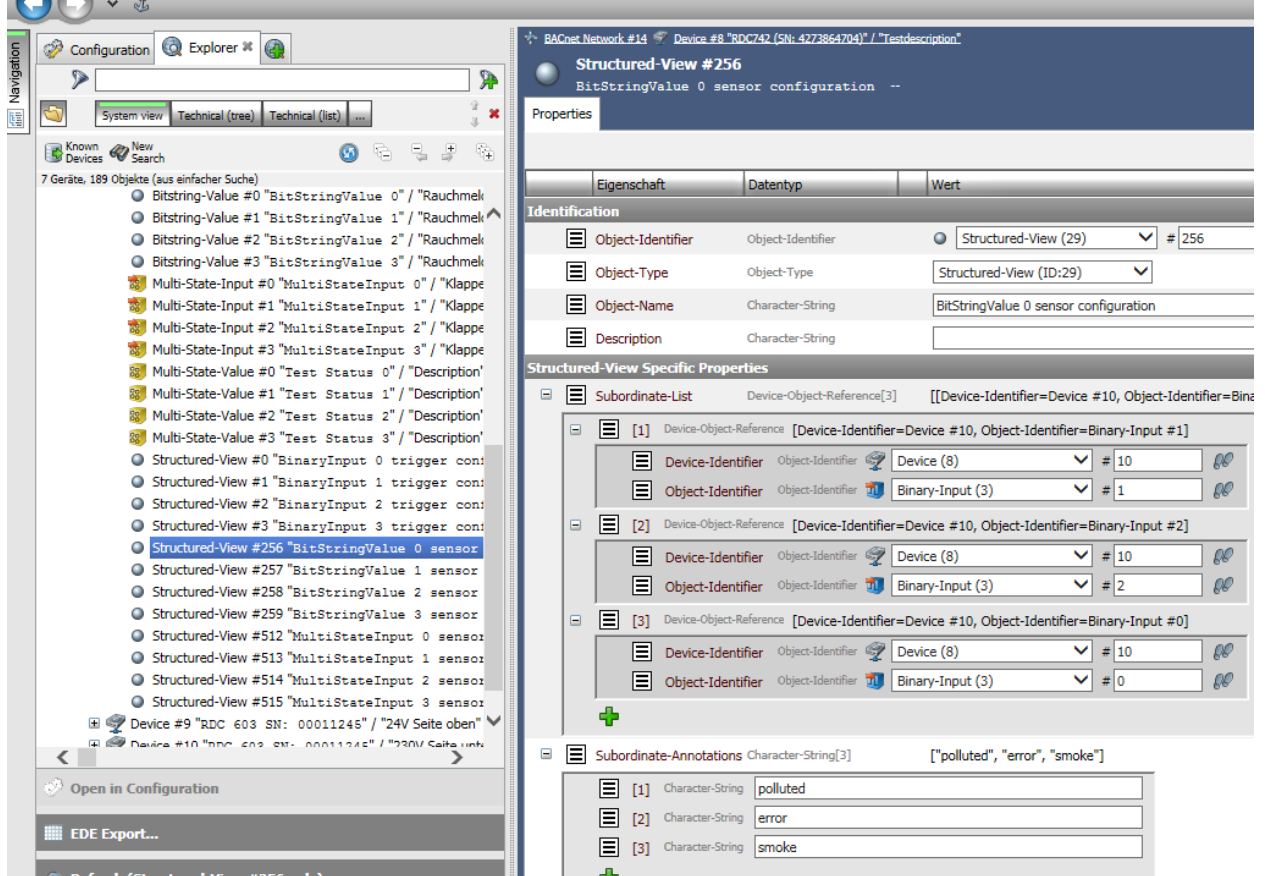 Navigation
Configuration
Explorer
System view
Technical (tree)
Technical (list)
...
Known Devices
New Search
7 Geräte, 189 Objekte (aus einfacher Suche)
Bitstring-Value #0 "BitStringValue 0" / "Rauchmel
Bitstring-Value #1 "BitStringValue 1" / "Rauchmel
Bitstring-Value #2 "BitStringValue 2" / "Rauchmel
Bitstring-Value #3 "BitStringValue 3" / "Rauchmel
Multi-State-Input #0 "MultiStateInput 0" / "Klappe
Multi-State-Input #1 "MultiStateInput 1" / "Klappe
Multi-State-Input #2 "MultiStateInput 2" / "Klappe
Multi-State-Input #3 "MultiStateInput 3" / "Klappe
Multi-State-Value #0 "Test Status 0" / "Description"
Multi-State-Value #1 "Test Status 1" / "Description"
Multi-State-Value #2 "Test Status 2" / "Description"
Multi-State-Value #3 "Test Status 3" / "Description"
Structured-View #0 "BinaryInput 0 trigger con
Structured-View #1 "BinaryInput 1 trigger con
Structured-View #2 "BinaryInput 2 trigger con
Structured-View #3 "BinaryInput 3 trigger con
Structured-View #256 "BitStringValue 0 sensor
Structured-View #257 "BitStringValue 1 sensor
Structured-View #258 "BitStringValue 2 sensor
Structured-View #259 "BitStringValue 3 sensor
Structured-View #512 "MultiStateInput 0 sensor
Structured-View #513 "MultiStateInput 1 sensor
Structured-View #514 "MultiStateInput 2 sensor
Structured-View #515 "MultiStateInput 3 sensor
Device #9 "RDC 603 SN: 00011245" / "24V Seite oben"
Device #10 "RDC 603 SN: 00011245" / "230V Seite unte
Open in Configuration
EDE Export...
BACnet Network #14 Device #8 "RDC742 (SN: 4273864704)" / "Testdescription"
Structured-View #256
BitStringValue 0 sensor configuration --
Properties
Eigenschaft Datentyp Wert
Identification
Object-Identifier Object-Identifier Structured-View (29) # 256
Object-Type Object-Type Structured-View (ID:29)
Object-Name Character-String BitStringValue 0 sensor configuration
Description Character-String
Structured-View Specific Properties
Subordinate-List Device-Object-Reference[3] [[Device-Identifier=Device #10, Object-Identifier=Bina
[1] Device-Object-Reference [Device-Identifier=Device #10, Object-Identifier=Binary-Input #1]
Device-Identifier Object-Identifier Device (8) # 10
Object-Identifier Object-Identifier Binary-Input (3) # 1
[2] Device-Object-Reference [Device-Identifier=Device #10, Object-Identifier=Binary-Input #2]
Device-Identifier Object-Identifier Device (8) # 10
Object-Identifier Object-Identifier Binary-Input (3) # 2
[3] Device-Object-Reference [Device-Identifier=Device #10, Object-Identifier=Binary-Input #0]
Device-Identifier Object-Identifier Device (8) # 10
Object-Identifier Object-Identifier Binary-Input (3) # 0
Subordinate-Annotations Character-String[3] ["polluted", "error", "smoke"]
[1] Character-String polluted
[2] Character-String error
[3] Character-String smoke